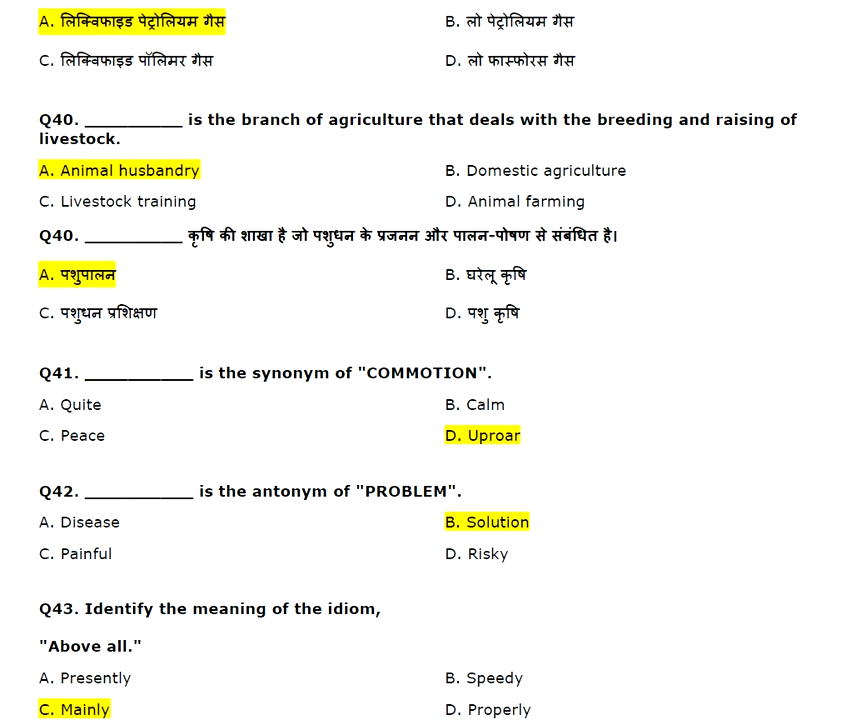 A. लिक्विफाइड पेट्रोलियम गैस B. लो पेट्रोलियम गैस
C. लिक्विफाइड पॉलिमर गैस D. लो फास्फोरस गैस
Q40. __________ is the branch of agriculture that deals with the breeding and raising of
livestock.
A. Animal husbandry B. Domestic agriculture
C. Livestock training D. Animal farming
Q40. __________ कृषि की शाखा है जो पशुधन के प्रजनन और पालन-पोषण से संबंधित है।
A. पशुपालन B. घरेलू कृषि
C. पशुधन प्रशिक्षण D. पशु कृषि
Q41. ___________ is the synonym of "COMMOTION".
A. Quite B. Calm
C. Peace D. Uproar
Q42. ___________ is the antonym of "PROBLEM".
A. Disease B. Solution
C. Painful D. Risky
Q43. Identify the meaning of the idiom,
"Above all."
A. Presently B. Speedy
C. Mainly D. Properly